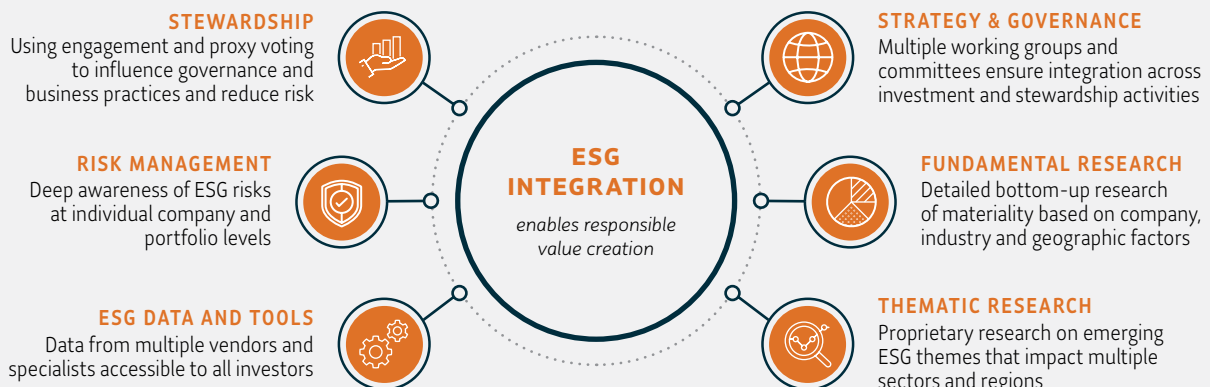 STEWARDSHIP
Using engagement and proxy voting
to influence governance and
business practices and reduce risk
RISK MANAGEMENT
Deep awareness of ESG risks
at individual company and
portfolio levels
ESG DATA AND TOOLS
Data from multiple vendors and
specialists accessible to all investors
ESG
INTEGRATION
enables responsible
value creation
STRATEGY & GOVERNANCE
Multiple working groups and
committees ensure integration across
investment and stewardship activities
FUNDAMENTAL RESEARCH
Detailed bottom-up research
of materiality based on company,
industry and geographic factors
THEMATIC RESEARCH
Proprietary research on emerging
ESG themes that impact multiple
sectors and regions